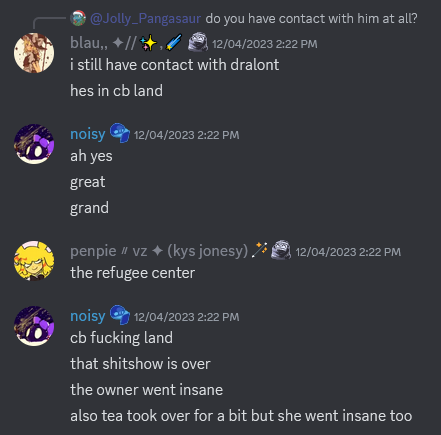 @Jolly_Pangasaur do you have contact with him at all?
blau,, ✦// ✨,☄️ 12/04/2023 2:22 PM
i still have contact with dralont
hes in cb land
noisy 12/04/2023 2:22 PM
ah yes
great
grand
penpie〃vz ✦ (kys jonesy) 12/04/2023 2:22 PM
the refugee center
noisy 12/04/2023 2:22 PM
cb fucking land
that shitshow is over
the owner went insane
also tea took over for a bit but she went insane too